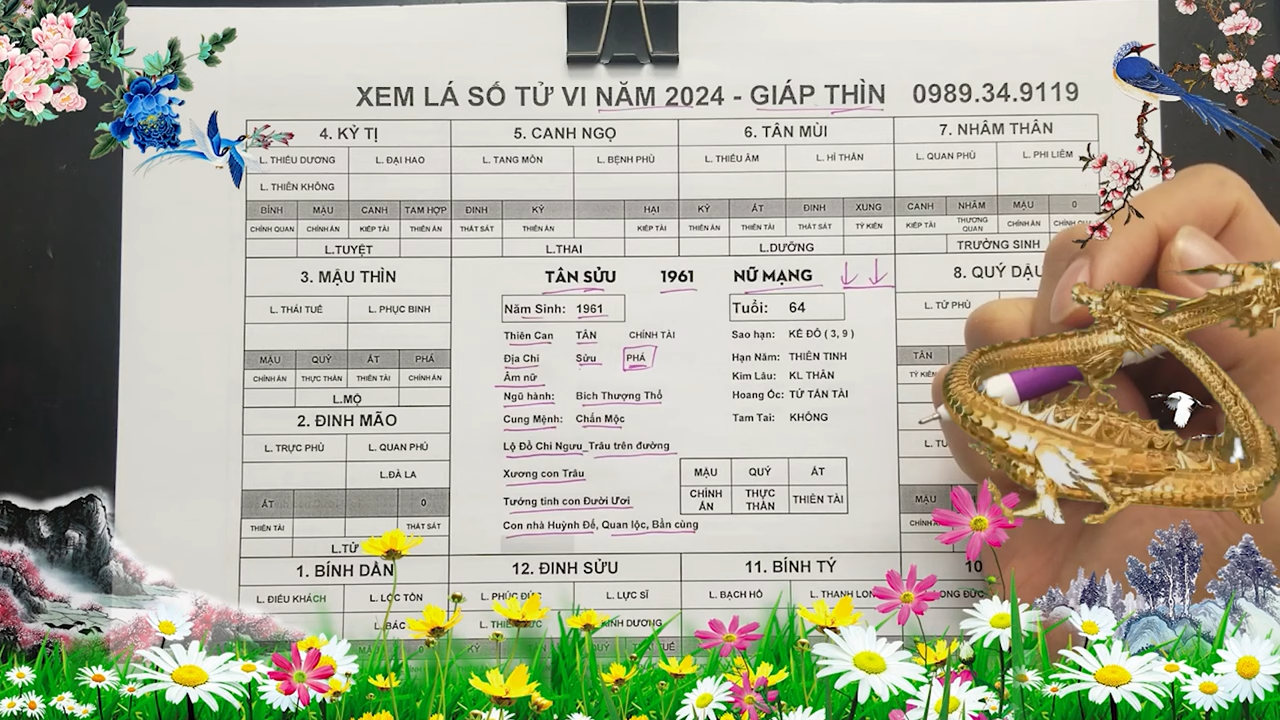 XEM LÁ SỐ TỬ VI NĂM 2024 - GIÁP THÌN 0989.34.9119
4. KỶ TỊ 5. CANH NGỌ 6. TÂN MÙI 7. NHÂM THÂN
L. THIẾU DƯƠNG L. ĐẠI HAO L. TANG MÔN L. BỆNH PHÙ L. THIẾU ÂM L. HỈ THẦN L. QUAN PHÙ L. PHI LIÊM
L. THIÊN KHÔNG
BÍNH MẬU CANH TAM HỢP ĐINH KỶ HẠI KỶ ẤT ĐINH XUNG CANH NHÂM MẬU 0
CHÍNH QUAN CHÍNH ẤN KIẾP TÀI THIÊN ẤN THẤT SÁT THIÊN ẤN KIẾP TÀI THIÊN ẤN THIÊN TÀI THẤT SÁT TỶ KIÊN KIẾP TÀI THƯƠNG QUAN CHÍNH ẤN
L.TUYỆT L.THAI L.DƯỠNG TRƯỜNG SINH
3. MẬU THÌN
L. THÁI TUẾ L. PHỤC BINH
MẬU QUÝ ẤT PHÁ
CHÍNH ẤN THỰC THẦN THIÊN TÀI CHÍNH ẤN
L.MỘ
2. ĐINH MÃO
L. TRỰC PHÙ L. QUAN PHỦ
L.ĐÀ LA
ẤT 0
THIÊN TÀI THẤT SÁT
L.TỬ
TÂN SỬU 1961 NỮ MẠNG
Năm Sinh: 1961 Tuổi: 64
Thiên Can TÂN CHÍNH TÀI Sao hạn: KẾ ĐÔ ( 3, 9 )
Địa Chi Sửu PHÁ Hạn Năm: THIÊN TINH
Âm nữ Kim Lâu: KL THÂN
Ngũ hành: Bích Thượng Thổ Hoang Ốc: TỨ TẤN TÀI
Cung Mệnh: Chấn Mộc Tam Tai: KHÔNG
Lộ Đồ Chi Ngưu_Trâu trên đường
Xương con Trâu MẬU QUÝ ẤT
Tướng tinh con Đười Ươi CHÍNH ẤN THỰC THẦN THIÊN TÀI
Con nhà Huỳnh Đế, Quan lộc, Bần cùng
8. QUÝ DẬU
L. TỬ PHÙ
TÂN
TỶ KIÊN
MẬU
1. BÍNH DẦN 12. ĐINH SỬU 11. BÍNH TÝ 10
L. ĐIẾU KHÁCH L. LỘC TỒN L. PHÚC ĐỨC L. LỰC SĨ L. BẠCH HỔ L. THANH LONG